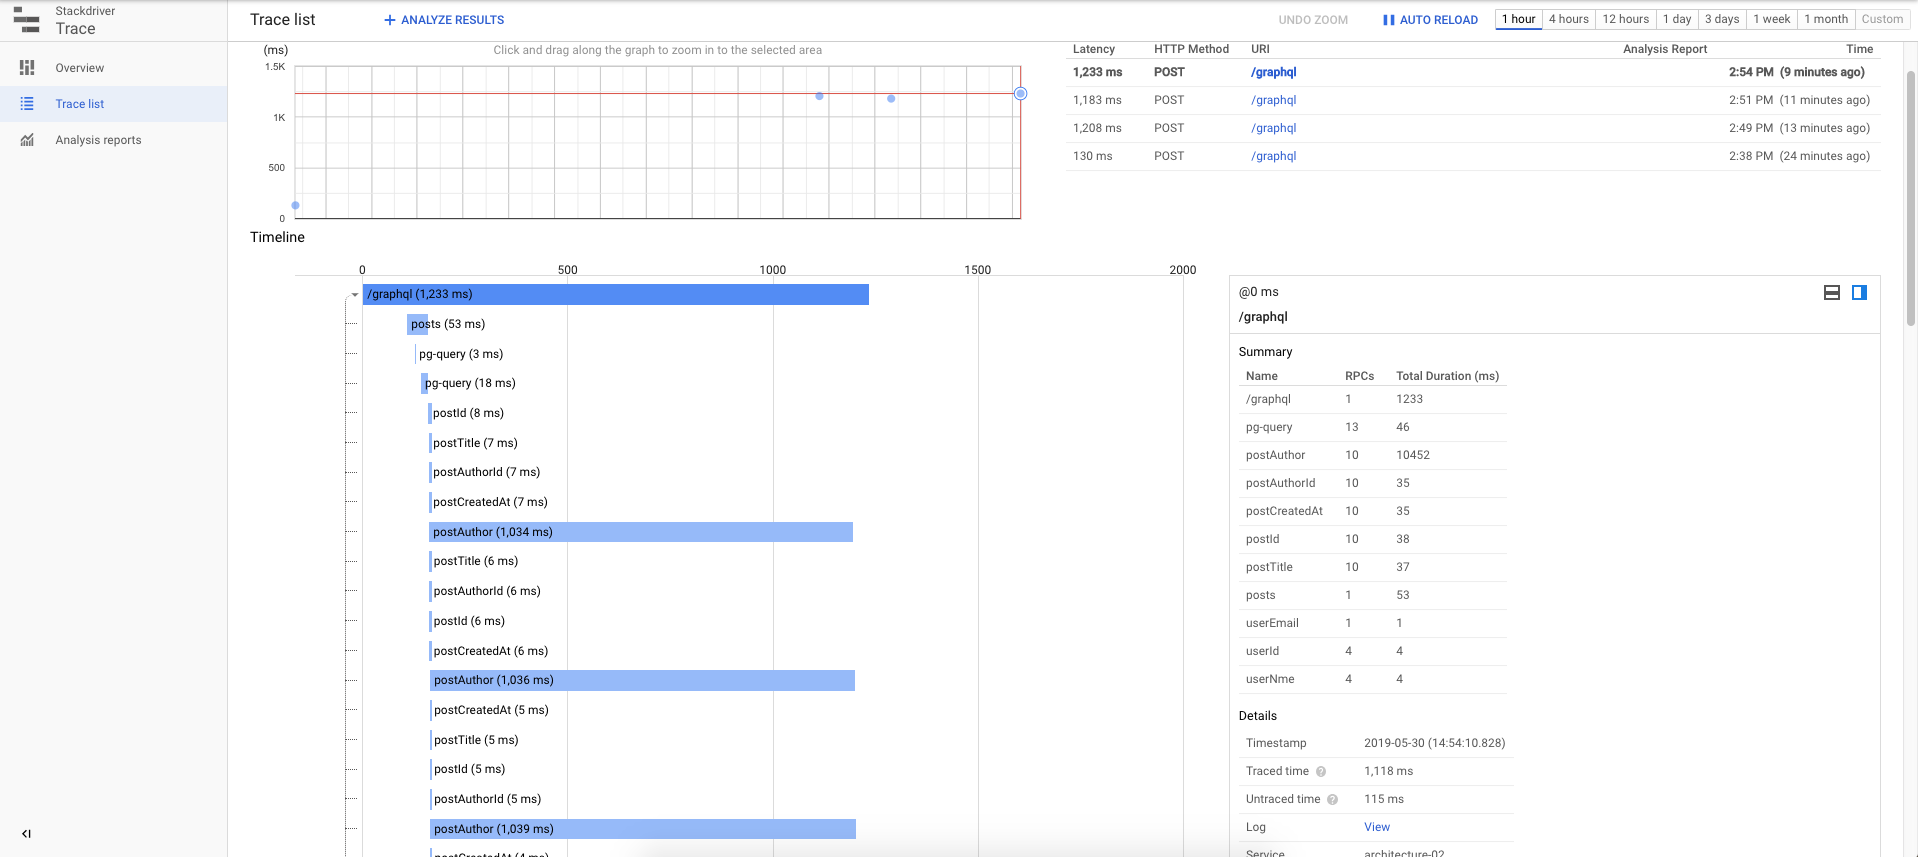 Stackdriver
Trace
Overview
Trace list
Analysis reports
Trace list
ANALYZE RESULTS
UNDO ZOOM
AUTO RELOAD
1 hour
4 hours
12 hours
1 day
3 days
1 week
1 month
Custom
(ms)
Click and drag along the graph to zoom in to the selected area
1.5K
1K
500
0
Latency HTTP Method URI Analysis Report Time
1,233 ms POST /graphql 2:54 PM (9 minutes ago)
1,183 ms POST /graphql 2:51 PM (11 minutes ago)
1,208 ms POST /graphql 2:49 PM (13 minutes ago)
130 ms POST /graphql 2:38 PM (24 minutes ago)
Timeline
0 500 1000 1500 2000
/graphql (1,233 ms)
posts (53 ms)
pg-query (3 ms)
pg-query (18 ms)
postId (8 ms)
postTitle (7 ms)
postAuthorId (7 ms)
postCreatedAt (7 ms)
postAuthor (1,034 ms)
postTitle (6 ms)
postAuthorId (6 ms)
postId (6 ms)
postCreatedAt (6 ms)
postAuthor (1,036 ms)
postCreatedAt (5 ms)
postTitle (5 ms)
postId (5 ms)
postAuthorId (5 ms)
postAuthor (1,039 ms)
postCreatedAt (4 ms)
@0 ms
/graphql
Summary
Name RPCs Total Duration (ms)
/graphql 1 1233
pg-query 13 46
postAuthor 10 10452
postAuthorId 10 35
postCreatedAt 10 35
postId 10 38
postTitle 10 37
posts 1 53
userEmail 1 1
userId 4 4
userNme 4 4
Details
Timestamp 2019-05-30 (14:54:10.828)
Traced time ? 1,118 ms
Untraced time ? 115 ms
Log View
Service architecture-02